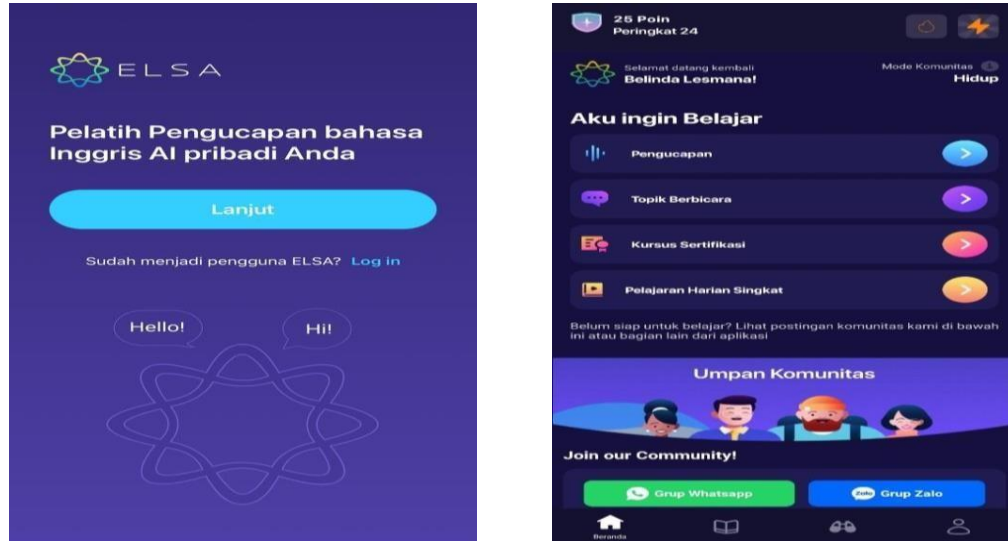 ELSA
Pelatih Pengucapan bahasa
Inggris AI pribadi Anda
Lanjut
Sudah menjadi pengguna ELSA? Log in
Hello!
Hi!
25 Poin
Peringkat 24
Selamat datang kembali
Belinda Lesmana!
Mode Komunitas
Hidup
Aku ingin Belajar
Pengucapan
Topik Berbicara
Kursus Sertifikasi
Pelajaran Harian Singkat
Belum siap untuk belajar? Lihat postingan komunitas kami di bawah
ini atau bagian lain dari aplikasi
Umpan Komunitas
Join our Community!
Grup Whatsapp
Zalo Grup Zalo
Beranda